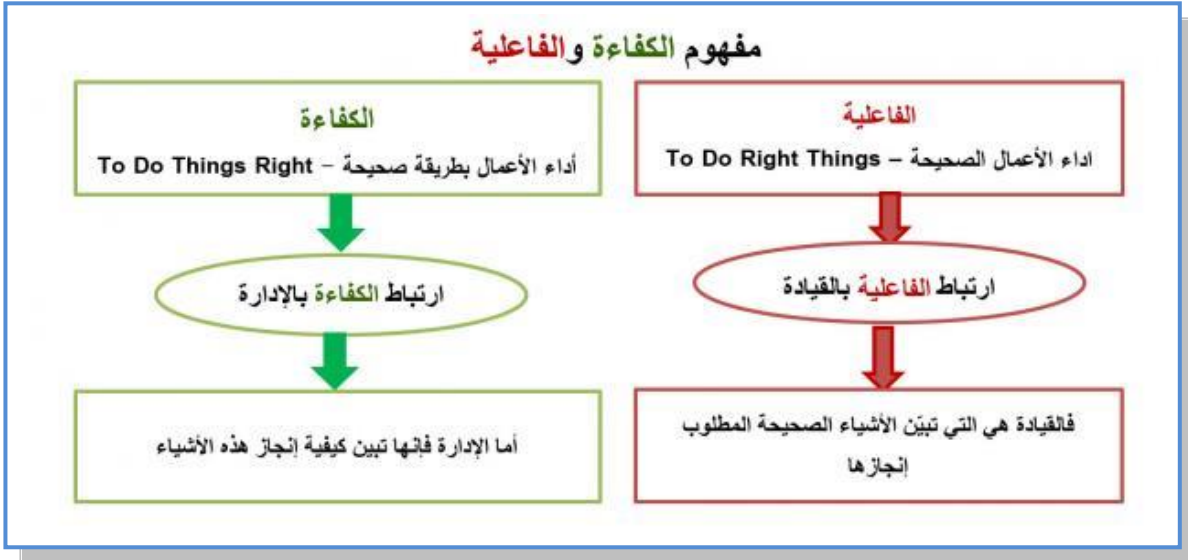 مفهوم الكفاءة والفاعلية
الفاعلية
اداء الأعمال الصحيحة – To Do Right Things
ارتباط الفاعلية بالقيادة
فالقيادة هي التي تبيّن الأشياء الصحيحة المطلوب
إنجازها
الكفاءة
أداء الأعمال بطريقة صحيحة – To Do Things Right
ارتباط الكفاءة بالإدارة
أما الإدارة فإنها تبين كيفية إنجاز هذه الأشياء